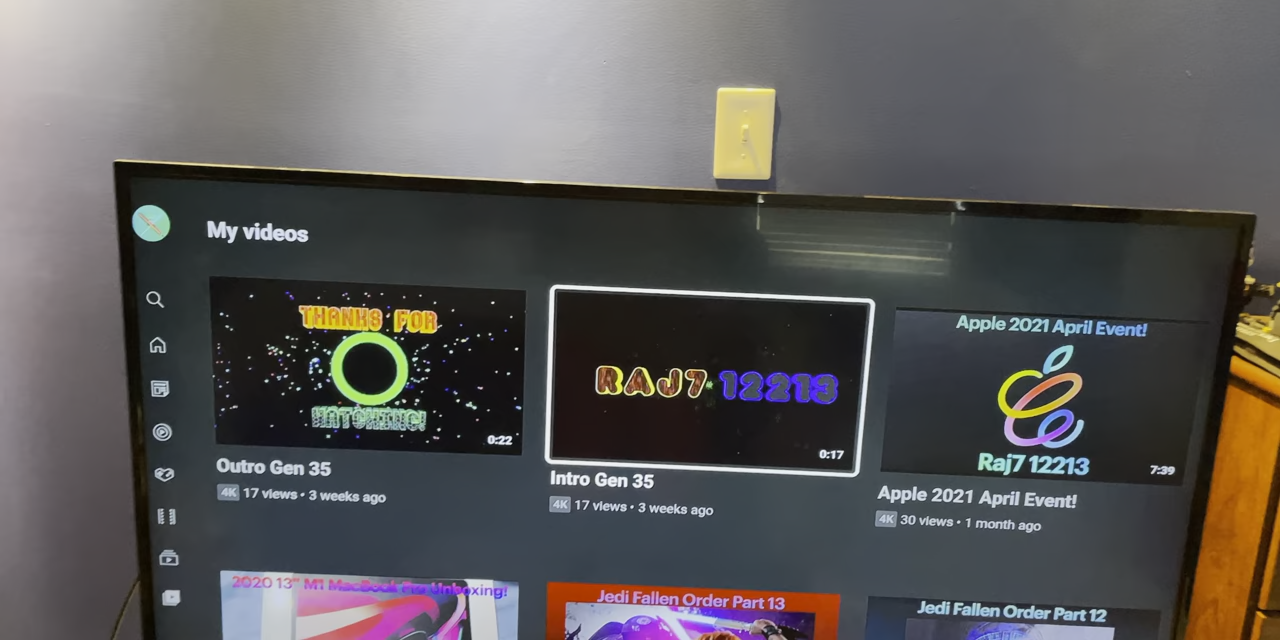 My videos
THANKS FOR
WATCHING!
0:22
RAJ7 12213
0:17
Apple 2021 April Event!
Raj7 12213
7:39
Outro Gen 35
4K 17 views • 3 weeks ago
Intro Gen 35
4K 17 views • 3 weeks ago
Apple 2021 April Event!
4K 30 views • 1 month ago
2020 13" M1 MacBook Pro Unboxing!
Jedi Fallen Order Part 13
Jedi Fallen Order Part 12